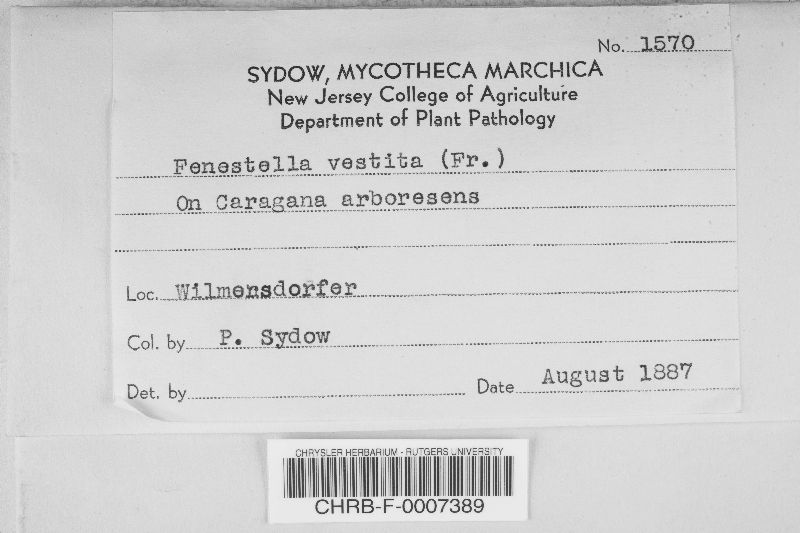 No. 1570
SYDOW, MYCOTHECA MARCHICA
New Jersey College of Agriculture
Department of Plant Pathology
Fenestella vestita (Fr.)
On Caragana arboresens
Loc. Wilmensdorfer
Col. by P. Sydow
Det. by
Date August 1887
CHRYSLER HERBARIUM - RUTGERS UNIVERSITY
CHRB-F-0007389